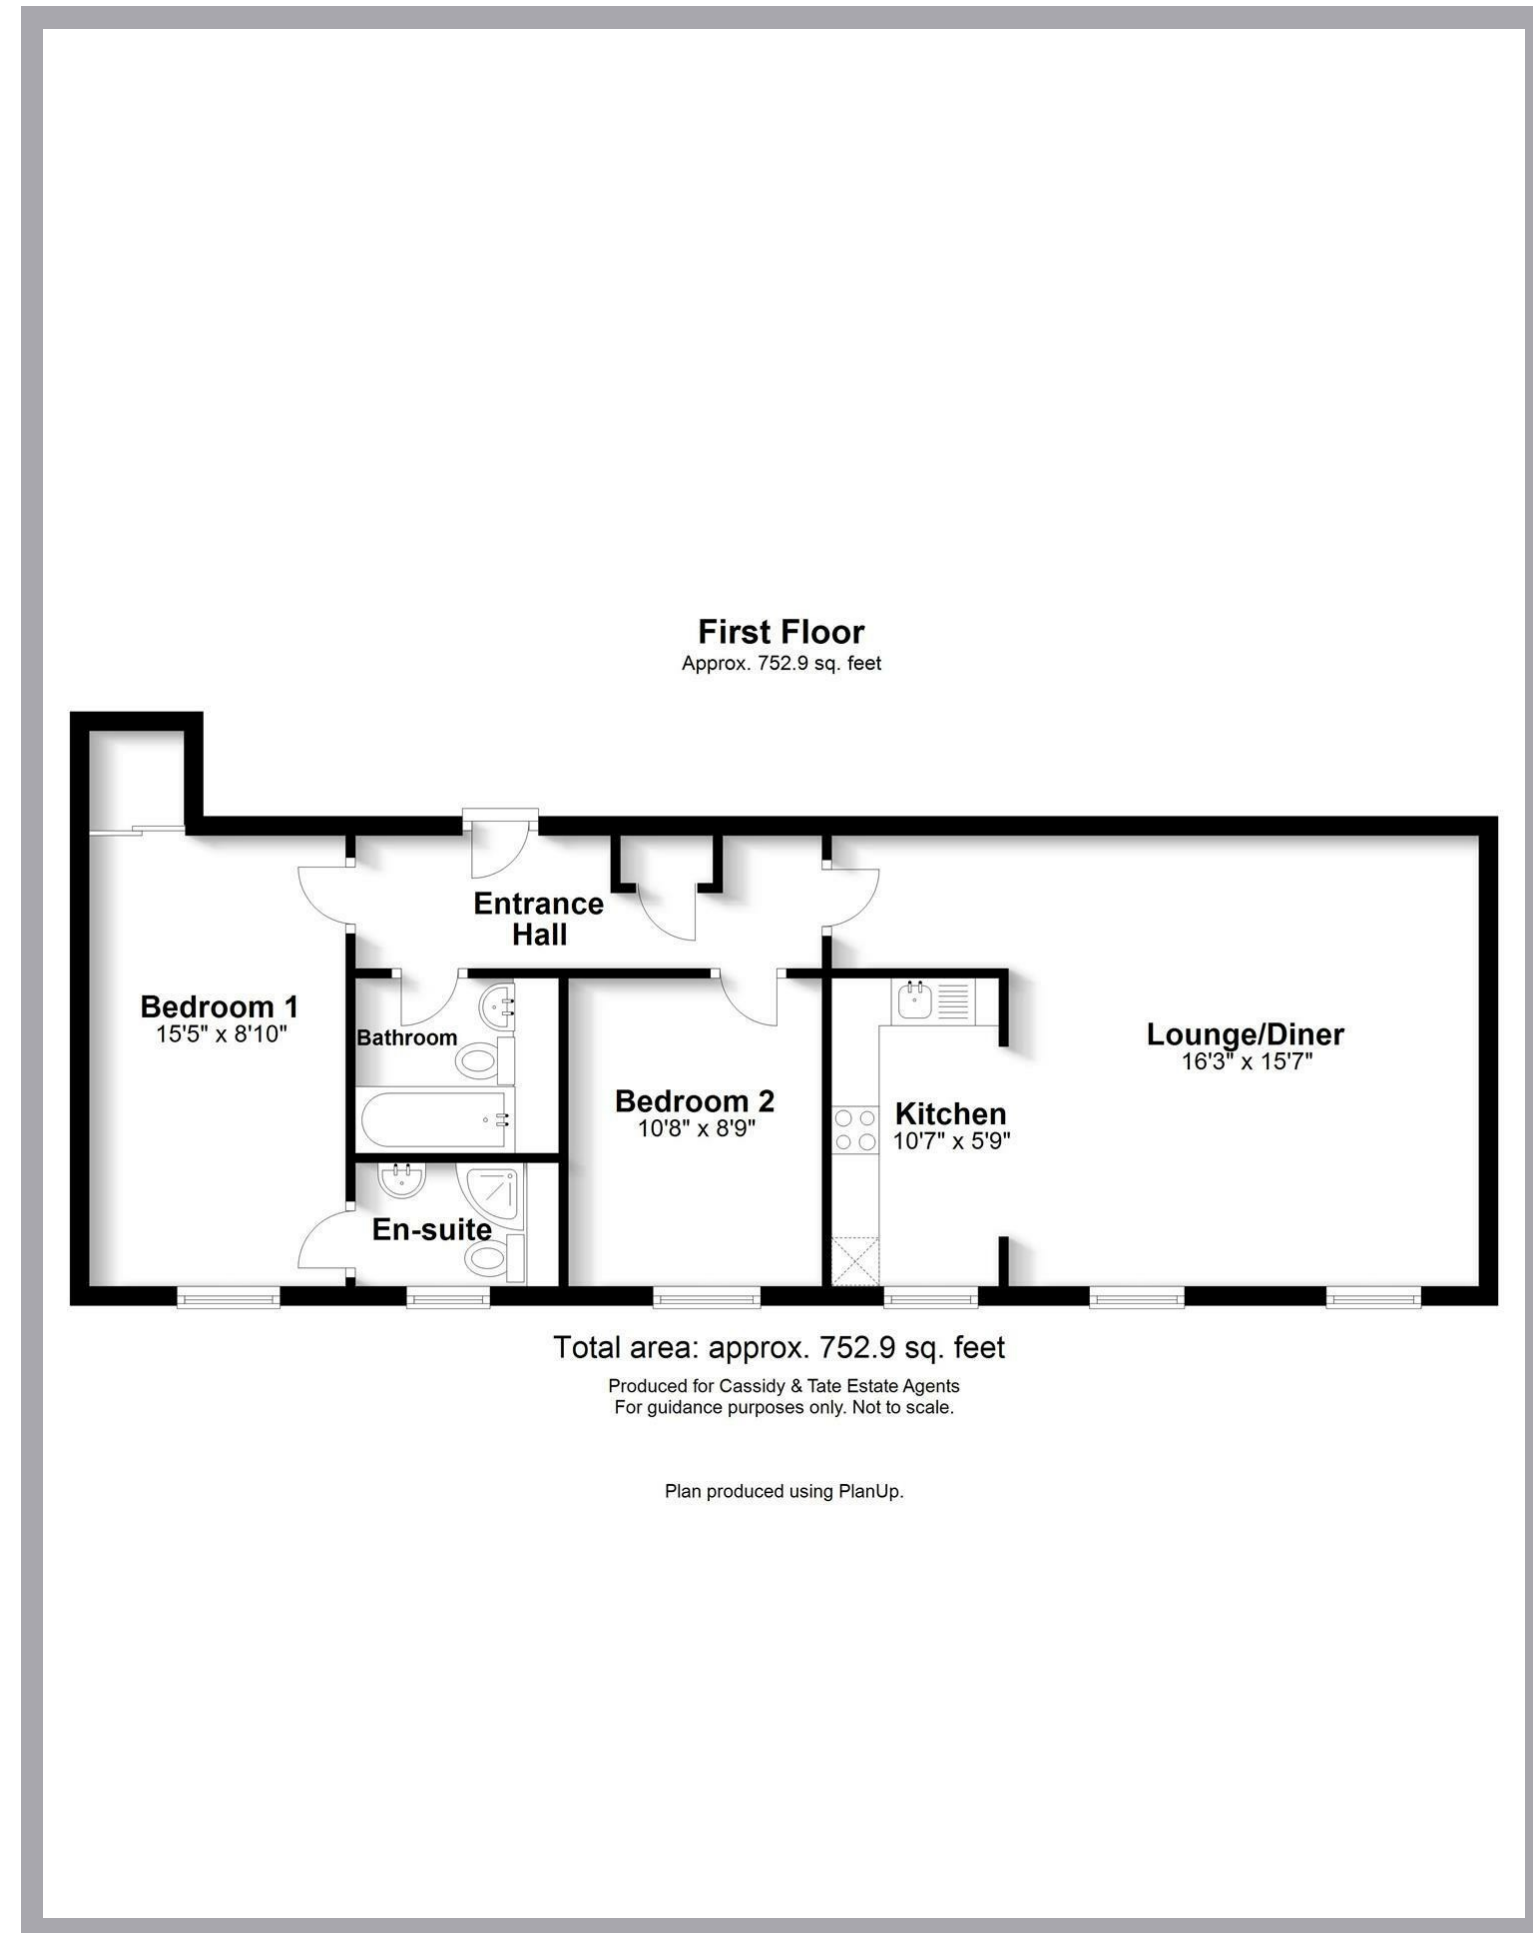 First Floor
Approx. 752.9 sq. feet
Entrance
Hall
Bedroom 1
15'5" x 8'10"
Bathroom
Lounge/Diner
16'3" x 15'7"
Bedroom 2
10'8" x 8'9"
Kitchen
10'7" x 5'9"
En-suite
Total area: approx. 752.9 sq. feet
Produced for Cassidy & Tate Estate Agents
For guidance purposes only. Not to scale.
Plan produced using PlanUp.